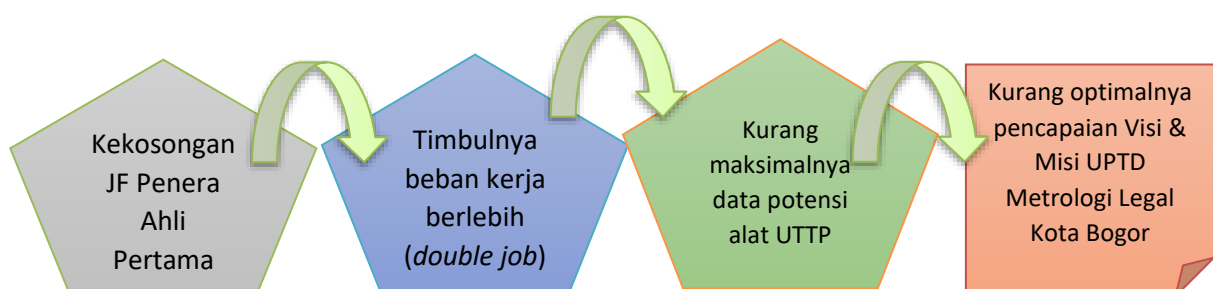 Kekosongan
JF Penera
Ahli
Pertama
Timbulnya
beban kerja
berlebih
(double job)
Kurang
maksimalnya
data potensi
alat UTTP
Kurang optimalnya
pencapaian Visi &
Misi UPTD
Metrologi Legal
Kota Bogor